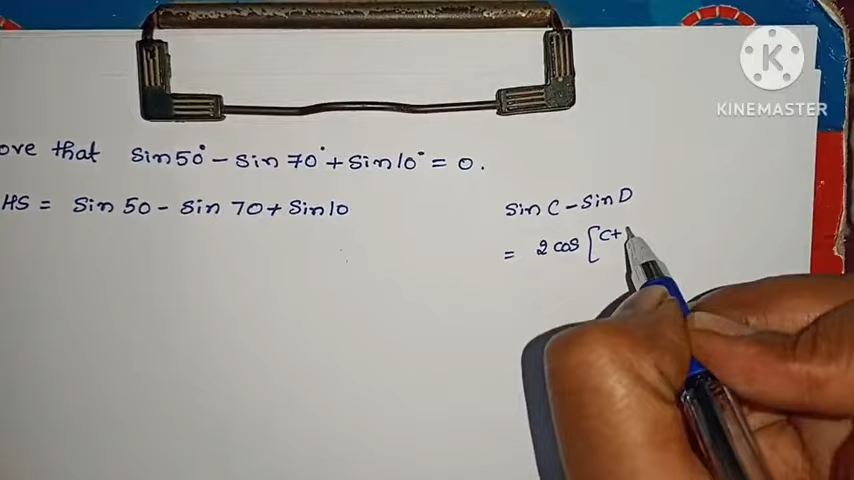 K
KINEMASTER
ove that sin50° - sin 70° + sin10° = 0.
HS = sin 50 - sin 70 + sin10
sin C - sin D
= 2 cos [C+